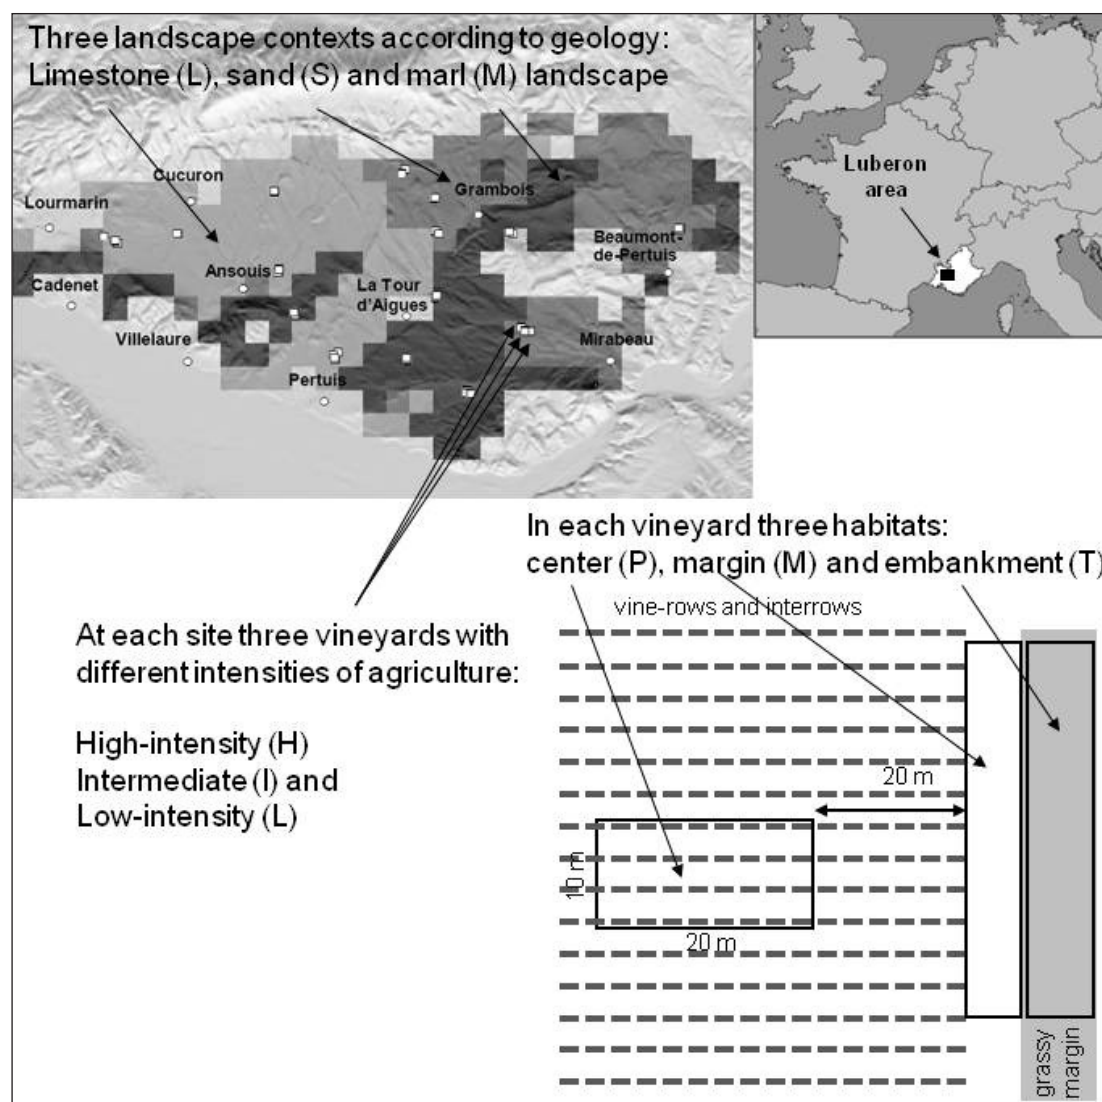 Three landscape contexts according to geology:
Limestone (L), sand (S) and marl (M) landscape
Cucuron
Grambois
Lourmarin
Beaumont-
de-Pertuis
Ansouis
Cadenet
La Tour
d'Aigues
Villelaure
Mirabeau
Pertuis
Luberon
area
In each vineyard three habitats:
center (P), margin (M) and embankment (T)
vine-rows and interrows
At each site three vineyards with
different intensities of agriculture:
High-intensity (H)
Intermediate (I) and
Low-intensity (L)
20 m
10 m
20 m
grassy
margin